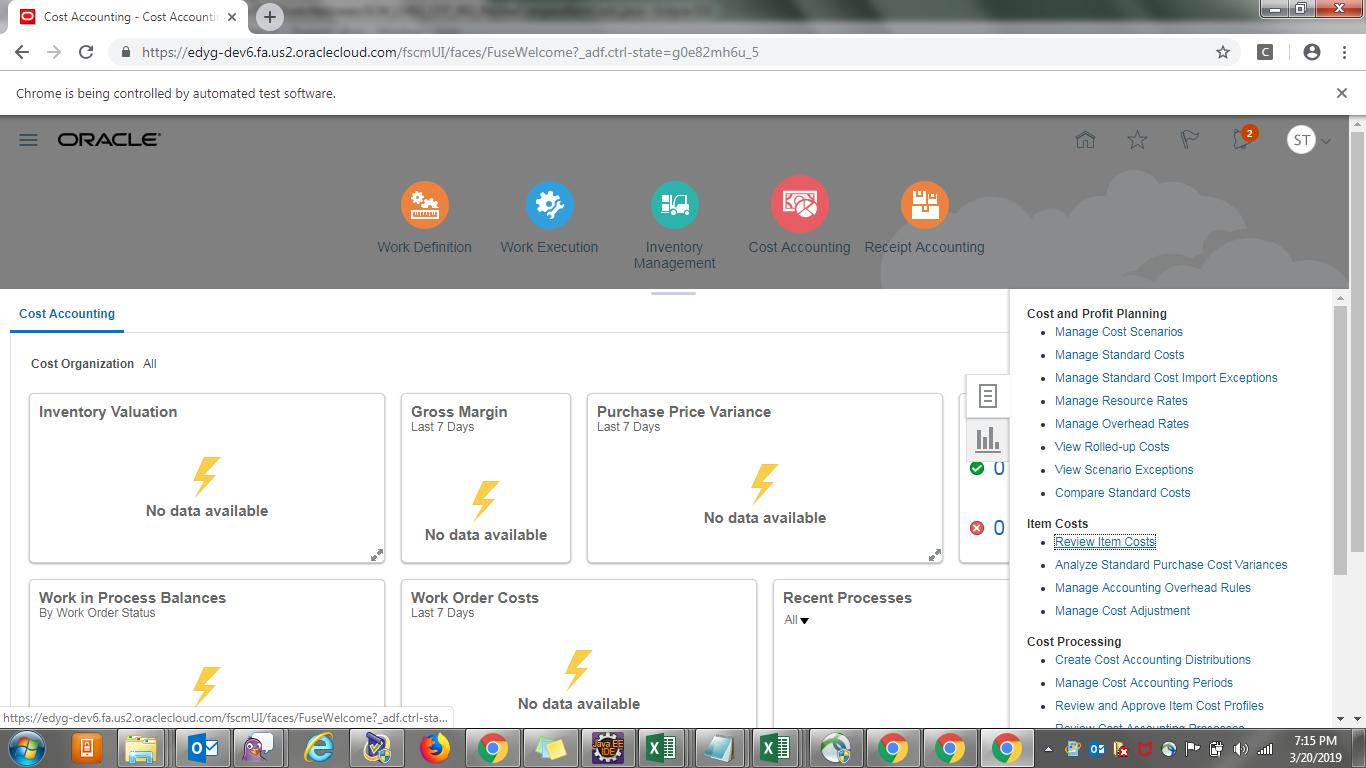 Cost Accounting - Cost Accounti
https://edyg-dev6.fa.us2.oraclecloud.com/fscmUI/faces/FuseWelcome?_adf.ctrl-state=g0e82mh6u_5
C
Chrome is being controlled by automated test software.
ORACLE
2
ST
Work Definition
Work Execution
Inventory
Management
Cost Accounting
Receipt Accounting
Cost Accounting
Cost Organization All
Inventory Valuation
No data available
Gross Margin
Last 7 Days
No data available
Purchase Price Variance
Last 7 Days
No data available
0
0
Work in Process Balances
By Work Order Status
Work Order Costs
Last 7 Days
No data available
Recent Processes
All
Cost and Profit Planning
Manage Cost Scenarios
Manage Standard Costs
Manage Standard Cost Import Exceptions
Manage Resource Rates
Manage Overhead Rates
View Rolled-up Costs
View Scenario Exceptions
Compare Standard Costs
Item Costs
Review Item Costs
Analyze Standard Purchase Cost Variances
Manage Accounting Overhead Rules
Manage Cost Adjustment
Cost Processing
Create Cost Accounting Distributions
Manage Cost Accounting Periods
Review and Approve Item Cost Profiles
Review Cost Accounting Processes
https://edyg-dev6.fa.us2.oraclecloud.com/fscmUI/faces/FuseWelcome?_adf.ctrl-sta...
Java EE
IDE
7:15 PM
3/20/2019